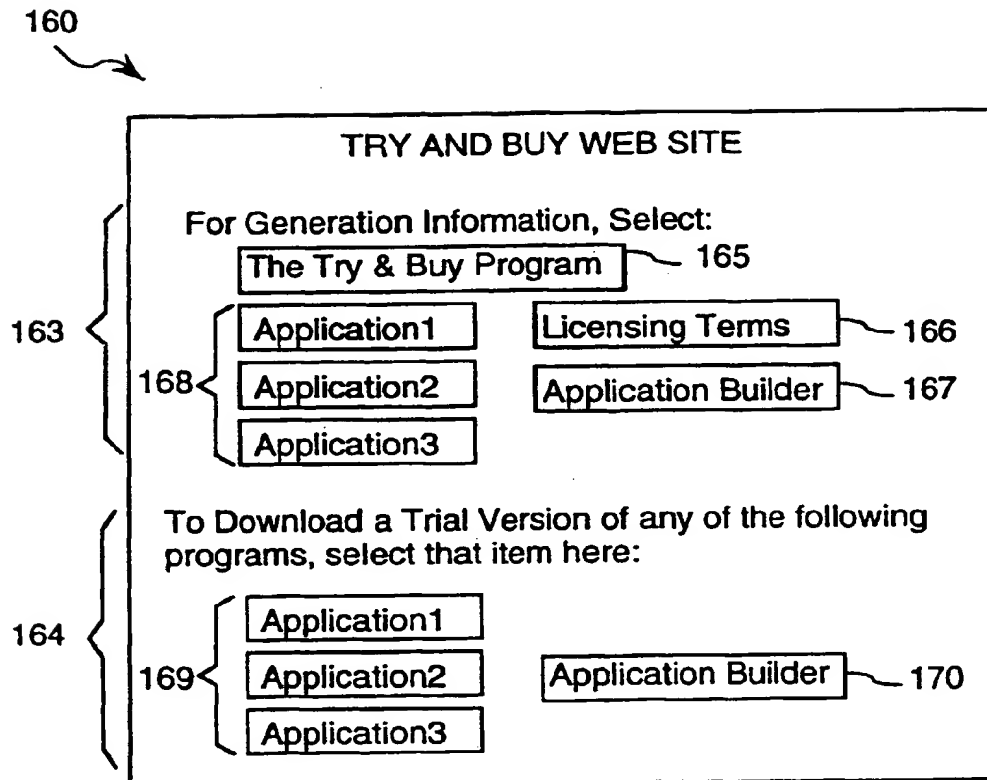 160
TRY AND BUY WEB SITE
163
For Generation Information, Select:
The Try & Buy Program
165
168
Application1
Licensing Terms
166
Application2
Application Builder
167
Application3
164
To Download a Trial Version of any of the following
programs, select that item here:
169
Application1
Application2
Application Builder
170
Application3